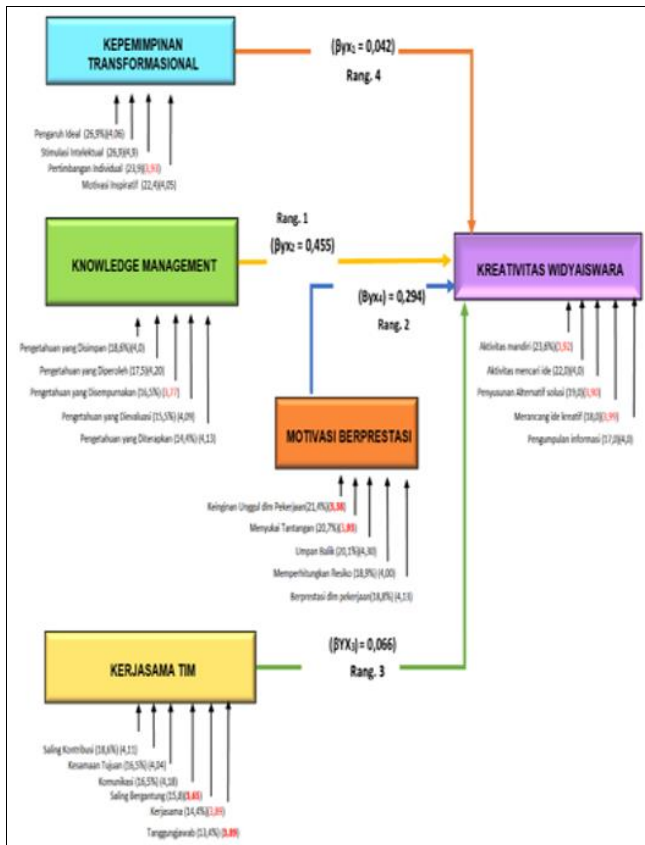 KEPEMIMPINAN
TRANSFORMASIONAL
(βyx₁ = 0,042)
Rang. 4
Pengaruh Ideal (26,9%)(4,06)
Stimulasi Intelektual (26,9)(4,9)
Pertimbangan Individual (23,9)(3,93)
Motivasi Inspiratif (22,4)(4,05)
Rang. 1
(βyx₂ = 0,455)
KNOWLEDGE MANAGEMENT
KREATIVITAS WIDYAISWARA
(Byx₄) = 0,294)
Rang. 2
Pengetahuan yang Disimpan (18,6%)(4,0)
Pengetahuan yang Diperoleh (17,5)(4,20)
Pengetahuan yang Disempurnakan (16,5%)(3,77)
Pengetahuan yang Dievaluasi (15,5%)(4,09)
Pengetahuan yang Diterapkan (14,4%)(4,13)
Aktivitas mandiri (23,6%)(3,92)
Aktivitas mencari ide (22,0)(4,0)
Penyusunan Alternatif solusi (19,0)(3,90)
Merancang ide kreatif (18,0)(3,99)
Pengumpulan informasi (17,0)(4,0)
MOTIVASI BERPRESTASI
Keinginan Unggul dlm Pekerjaan(21,4%)
Menyukai Tantangan (20,7%)
Umpan Balik (20,1%)(4,30)
Memperhitungkan Resiko (18,9%) (4,00)
Berprestasi dlm pekerjaan(18,8%) (4,13)
(βYX₃) = 0,066)
Rang. 3
KERJASAMA TIM
Saling Kontribusi (18,6%) (4,11)
Kesamaan Tujuan (16,5%) (4,04)
Komunikasi (16,5%) (4,18)
Saling Bergantung (15,8)(3,65)
Kerjasama (14,4%)(3,89)
Tanggungjawab (13,4%) (3.89)